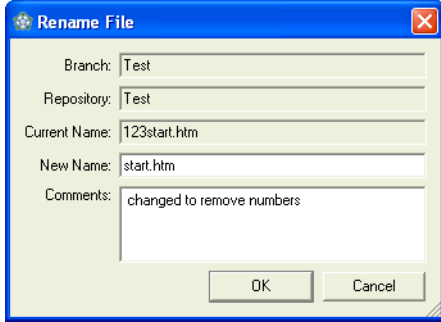 Rename File
Branch: Test
Repository: Test
Current Name: 123start.htm
New Name: start.htm
Comments: changed to remove numbers
OK Cancel